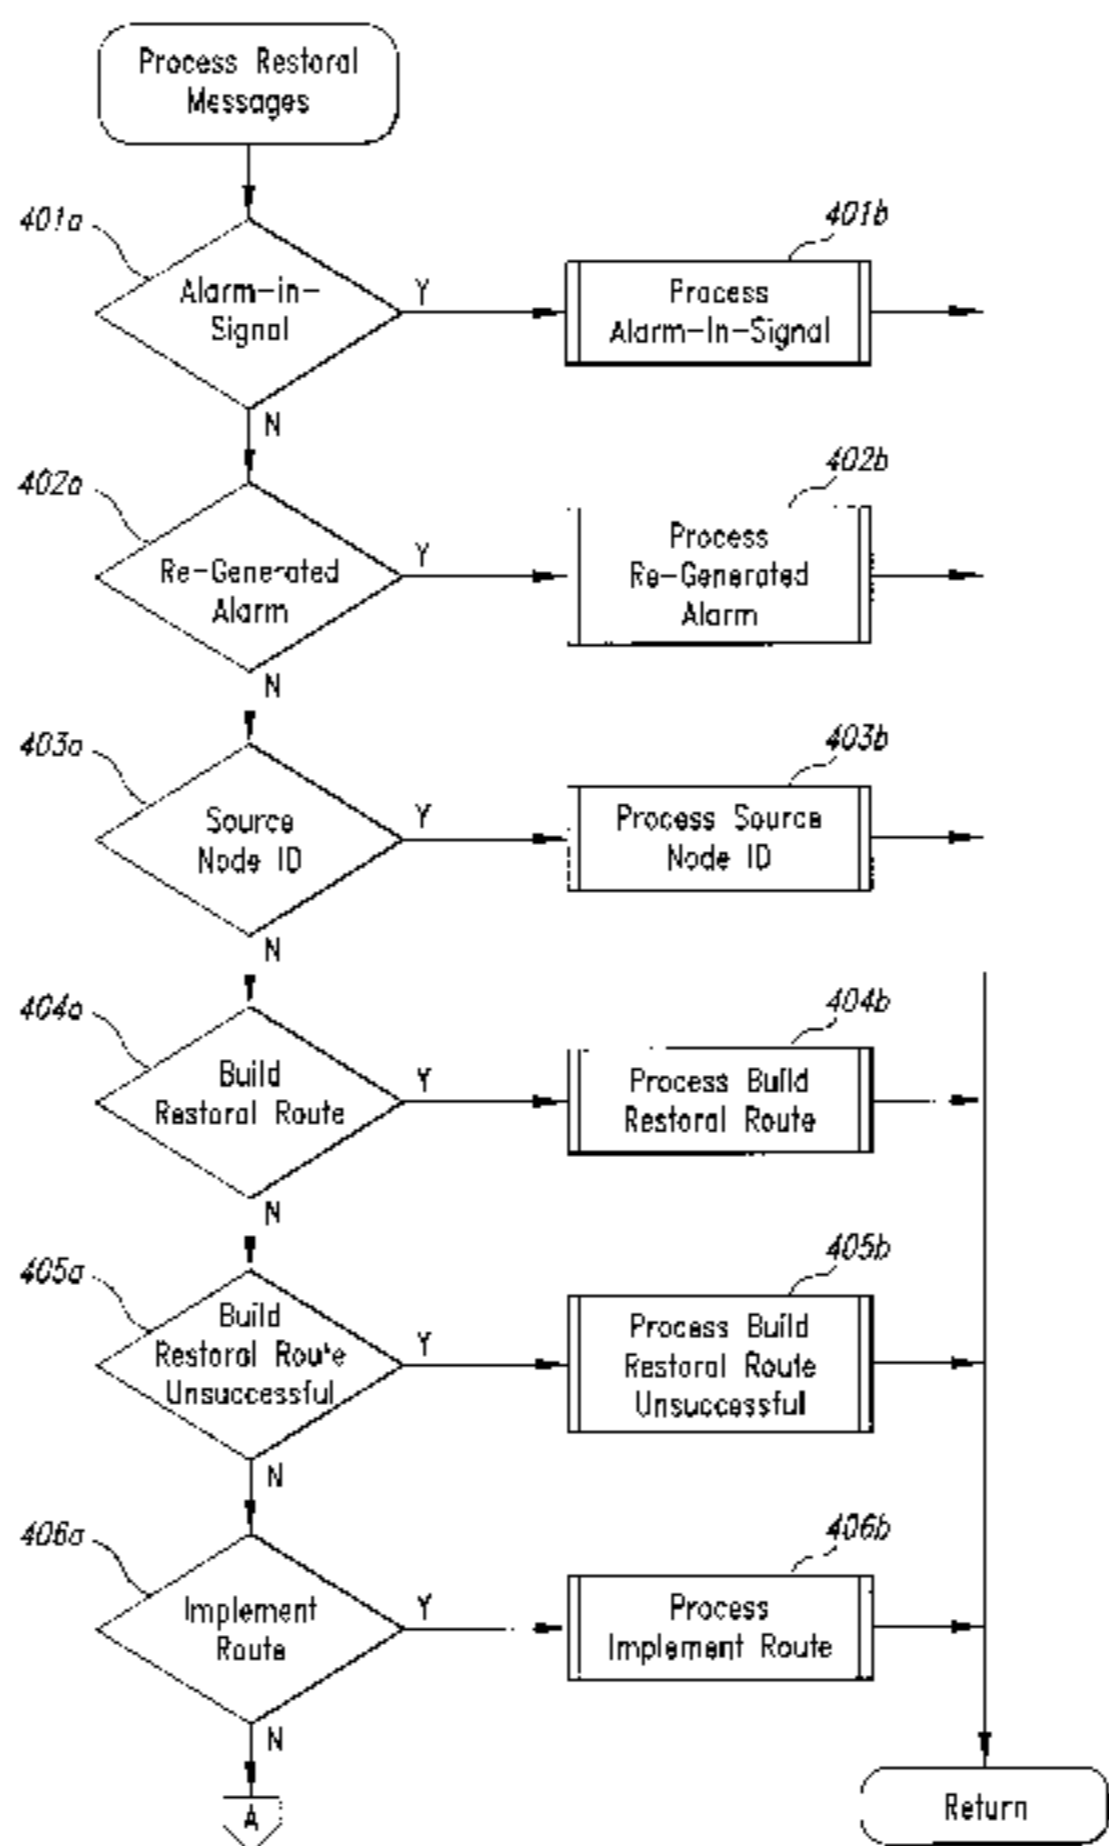 Process Restoral
Messages
401a
401b
Alarm-in-
Signal
Y
Process
Alarm-In-Signal
N
402a
402b
Re-Generated
Alarm
Y
Process
Re-Generated
Alarm
N
403a
403b
Source
Node ID
Y
Process Source
Node ID
N
404a
404b
Build
Restoral Route
Y
Process Build
Restoral Route
N
405a
405b
Build
Restoral Route
Unsuccessful
Y
Process Build
Restoral Route
Unsuccessful
N
406a
406b
Implement
Route
Y
Process
Implement Route
N
A
Return